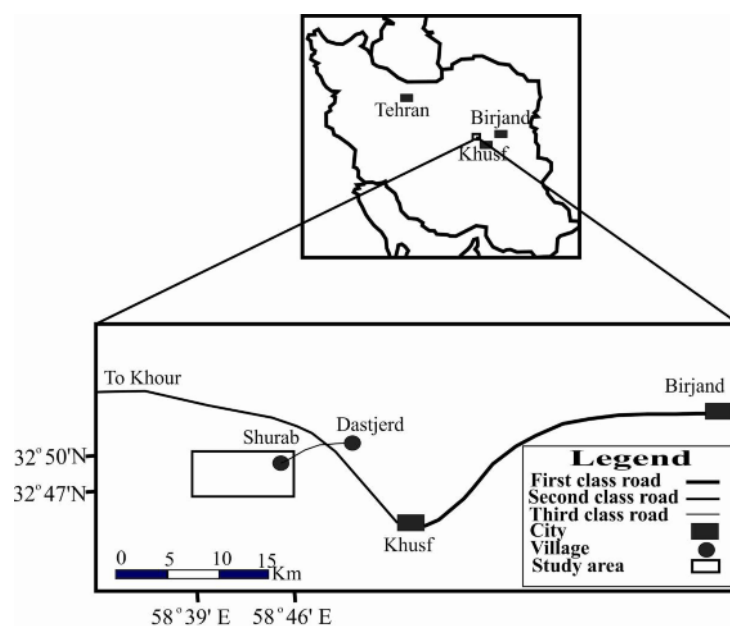 Tehran
Birjand
Khusf
To Khour
Birjand
Dastjerd
Shurab
32°50'N
32°47'N
Khusf
Legend
First class road
Second class road
Third class road
City
Village
Study area
0 5 10 15
Km
58°39' E 58°46' E